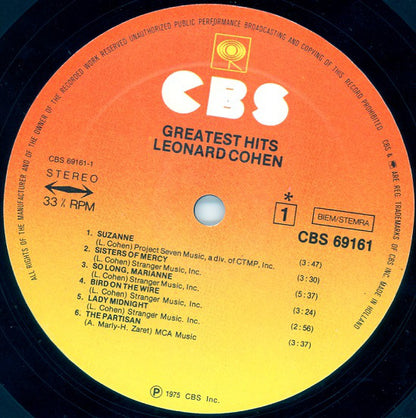 ALL RIGHTS OF THE MANUFACTURER AND OF THE OWNER OF THE RECORDED WORK RESERVED UNAUTHORIZED PUBLIC PERFORMANCE BROADCASTING AND COPYING OF THIS RECORD PROHIBITED CBS & ARE REG. TRADEMARKS OF CBS INC. MADE IN HOLLAND
CBS
GREATEST HITS
LEONARD COHEN
CBS 69161-1
STEREO
33⅓ RPM
*
1
BIEM/STEMRA
CBS 69161
1. SUZANNE
(L. Cohen) Project Seven Music, a div. of CTMP, Inc. (3:47)
2. SISTERS OF MERCY
(L. Cohen) Stranger Music, Inc. (3:30)
3. SO LONG, MARIANNE
(L. Cohen) Stranger Music, Inc. (5:37)
4. BIRD ON THE WIRE
(L. Cohen) Stranger Music, Inc. (3:24)
5. LADY MIDNIGHT
(L. Cohen) Stranger Music. Inc. (2:56)
6. THE PARTISAN
(A. Marly-H. Zaret) MCA Music (3:37)
℗ 1975 CBS Inc.